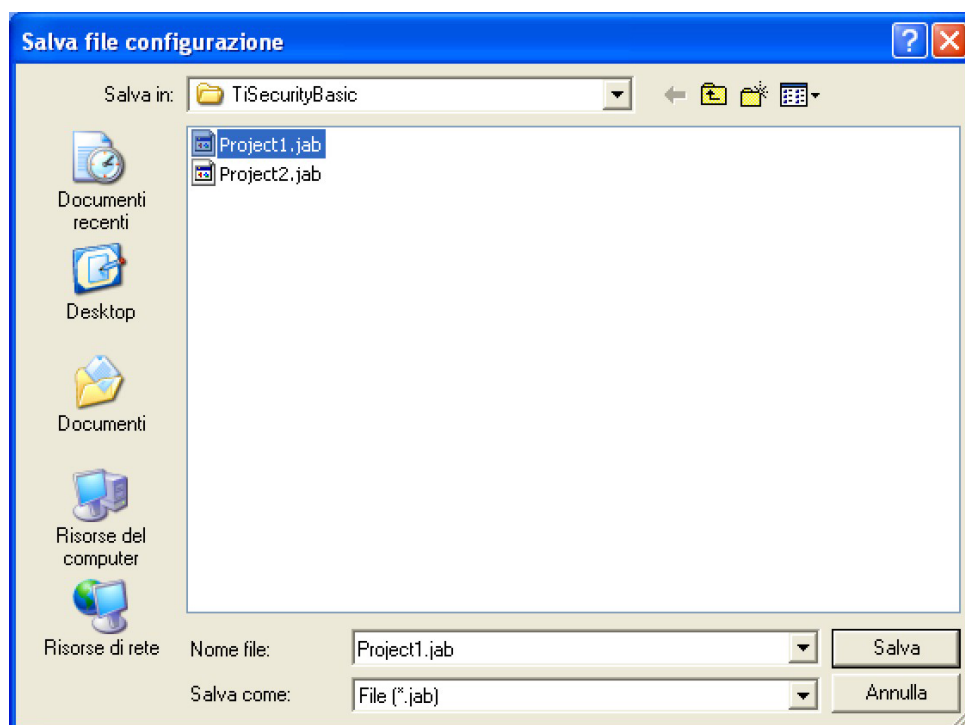 Salva file configurazione
Salva in:
TiSecurityBasic
Project1.jab
Project2.jab
Documenti
recenti
Desktop
Documenti
Risorse del
computer
Risorse di rete
Nome file:
Project1.jab
Salva
Salva come:
File (*.jab)
Annulla